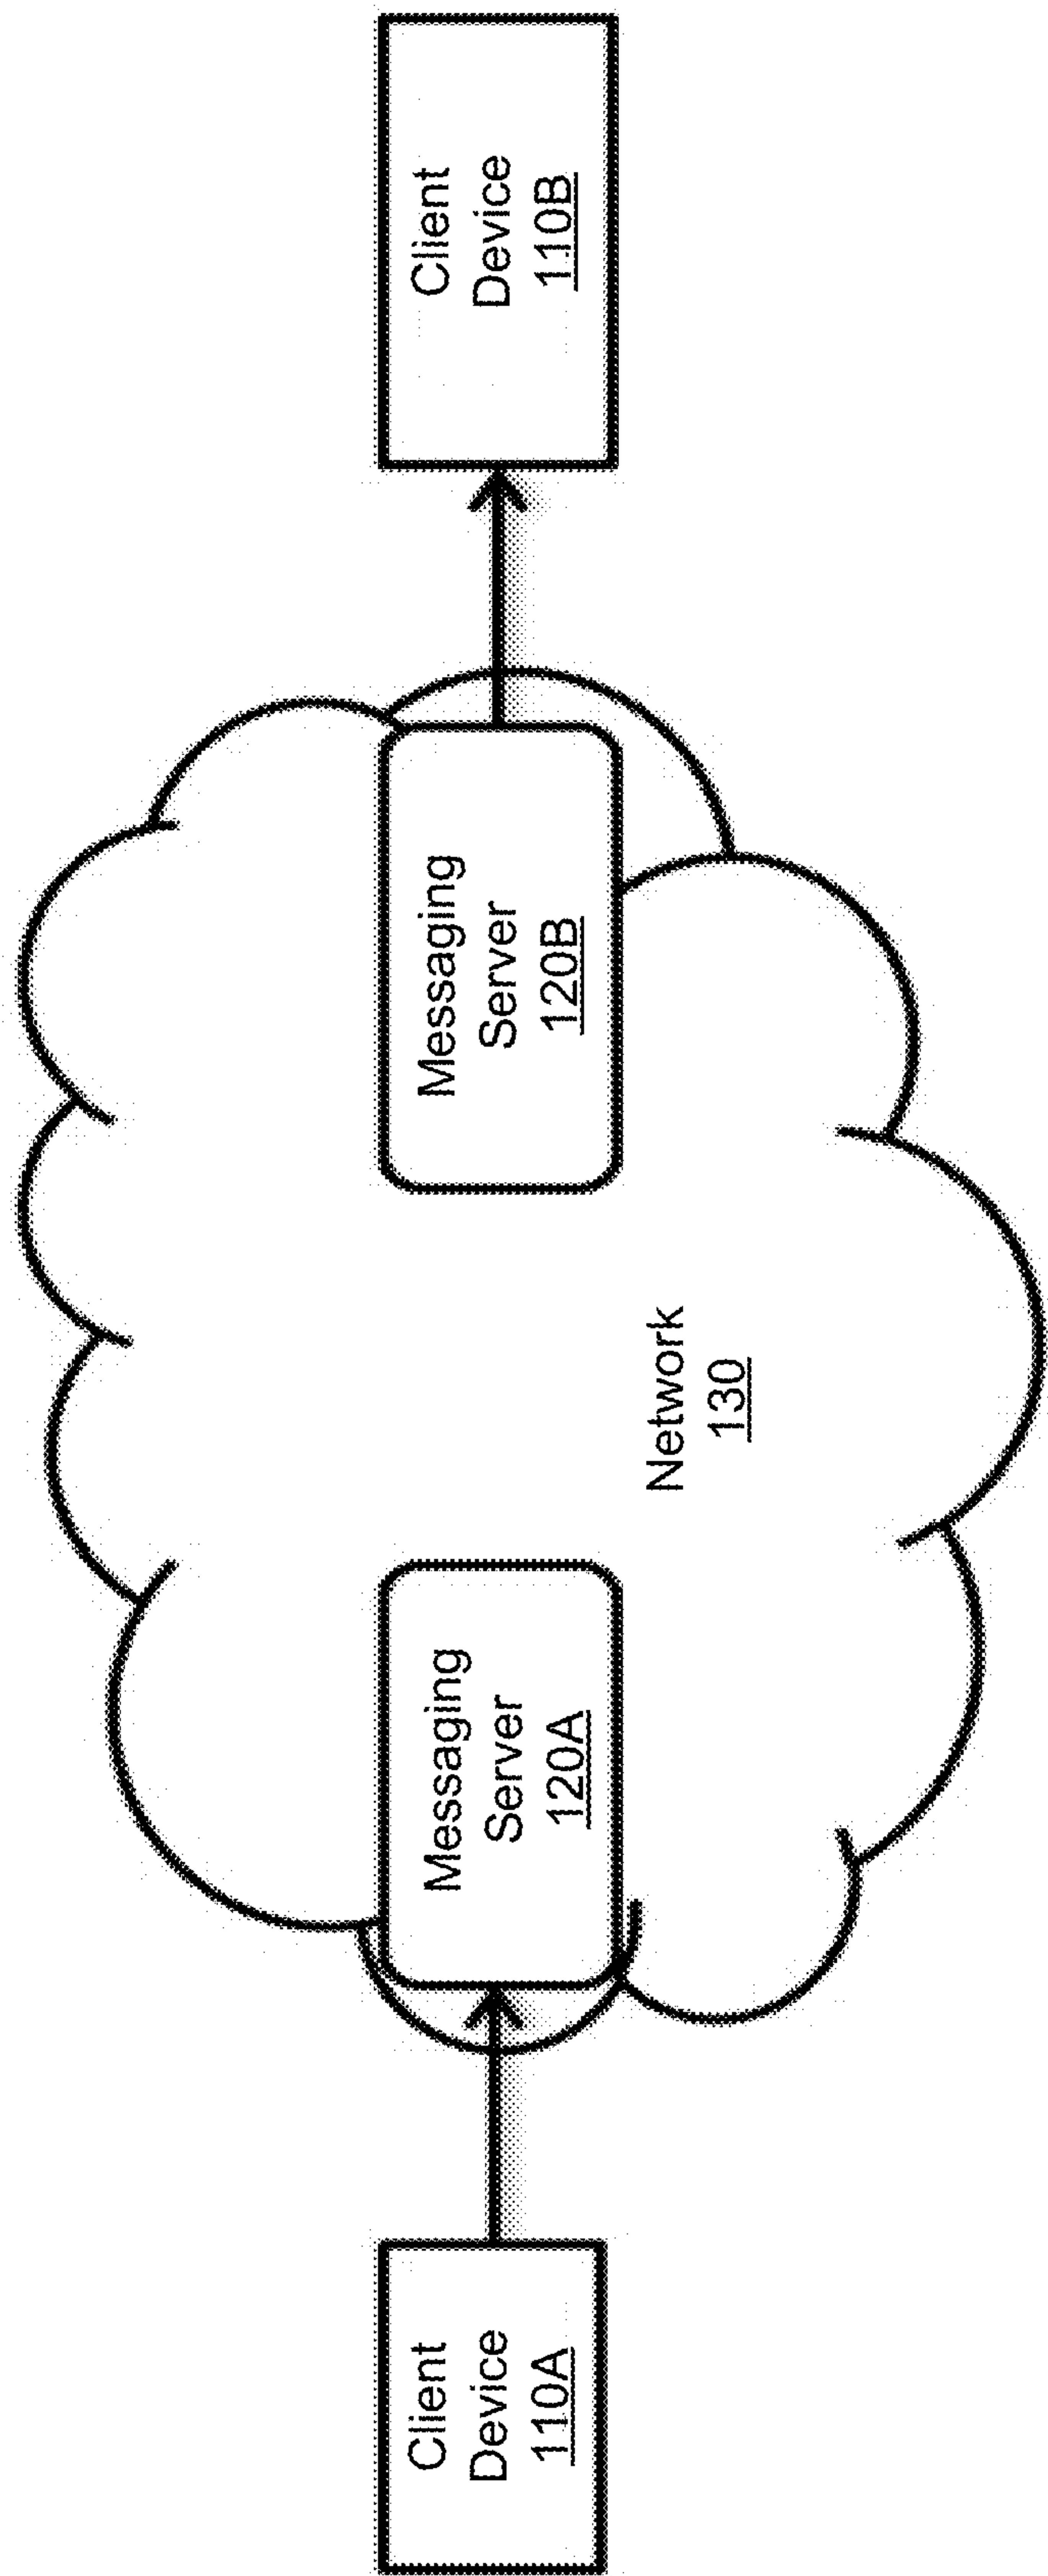 Client
Device
110A
Messaging
Server
120A
Network
130
Messaging
Server
120B
Client
Device
110B